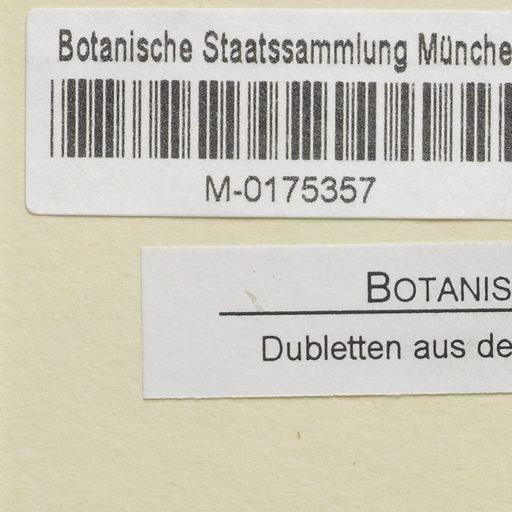 Botanische Staatssammlung Münche
M-0175357
BOTANIS
Dubletten aus de